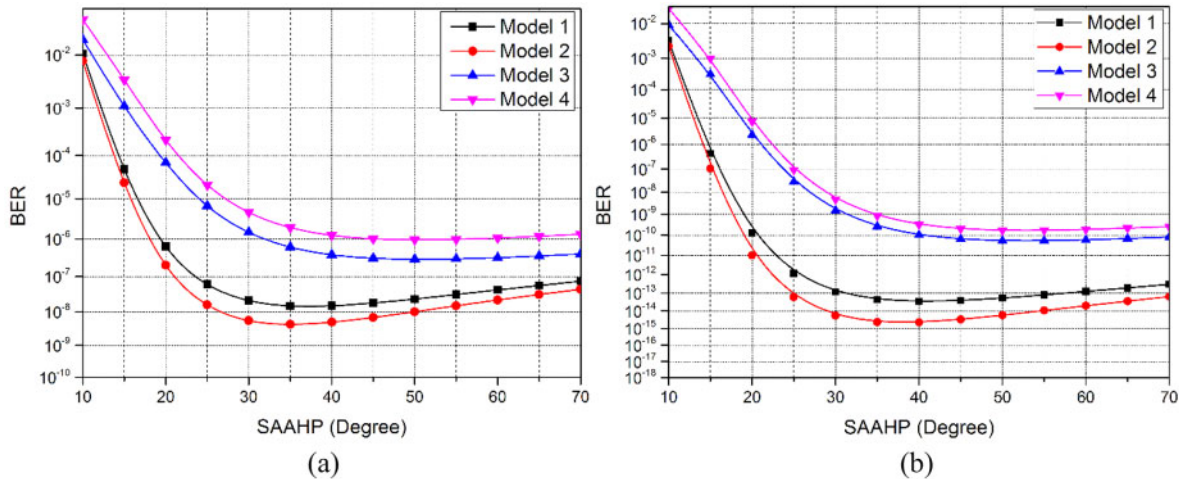 BER
10⁻²
10⁻³
10⁻⁴
10⁻⁵
10⁻⁶
10⁻⁷
10⁻⁸
10⁻⁹
10⁻¹⁰
10 20 30 40 50 60 70
SAAHP (Degree)
Model 1
Model 2
Model 3
Model 4
(a)
BER
10⁻²
10⁻³
10⁻⁴
10⁻⁵
10⁻⁶
10⁻⁷
10⁻⁸
10⁻⁹
10⁻¹⁰
10⁻¹¹
10⁻¹²
10⁻¹³
10⁻¹⁴
10⁻¹⁵
10⁻¹⁶
10⁻¹⁷
10⁻¹⁸
10 20 30 40 50 60 70
SAAHP (Degree)
Model 1
Model 2
Model 3
Model 4
(b)